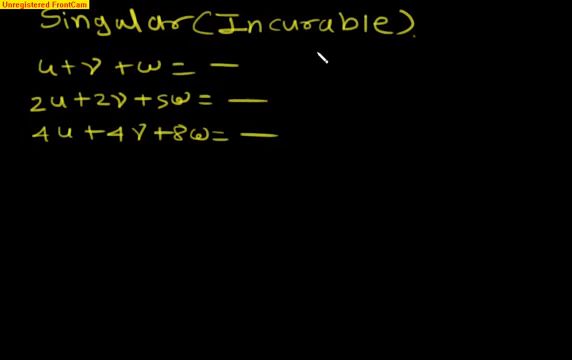 Unregistered FrontCam
Singular (Incurable).
u + v + w = —
2u + 2v + 5w = —
4u + 4v + 8w = —